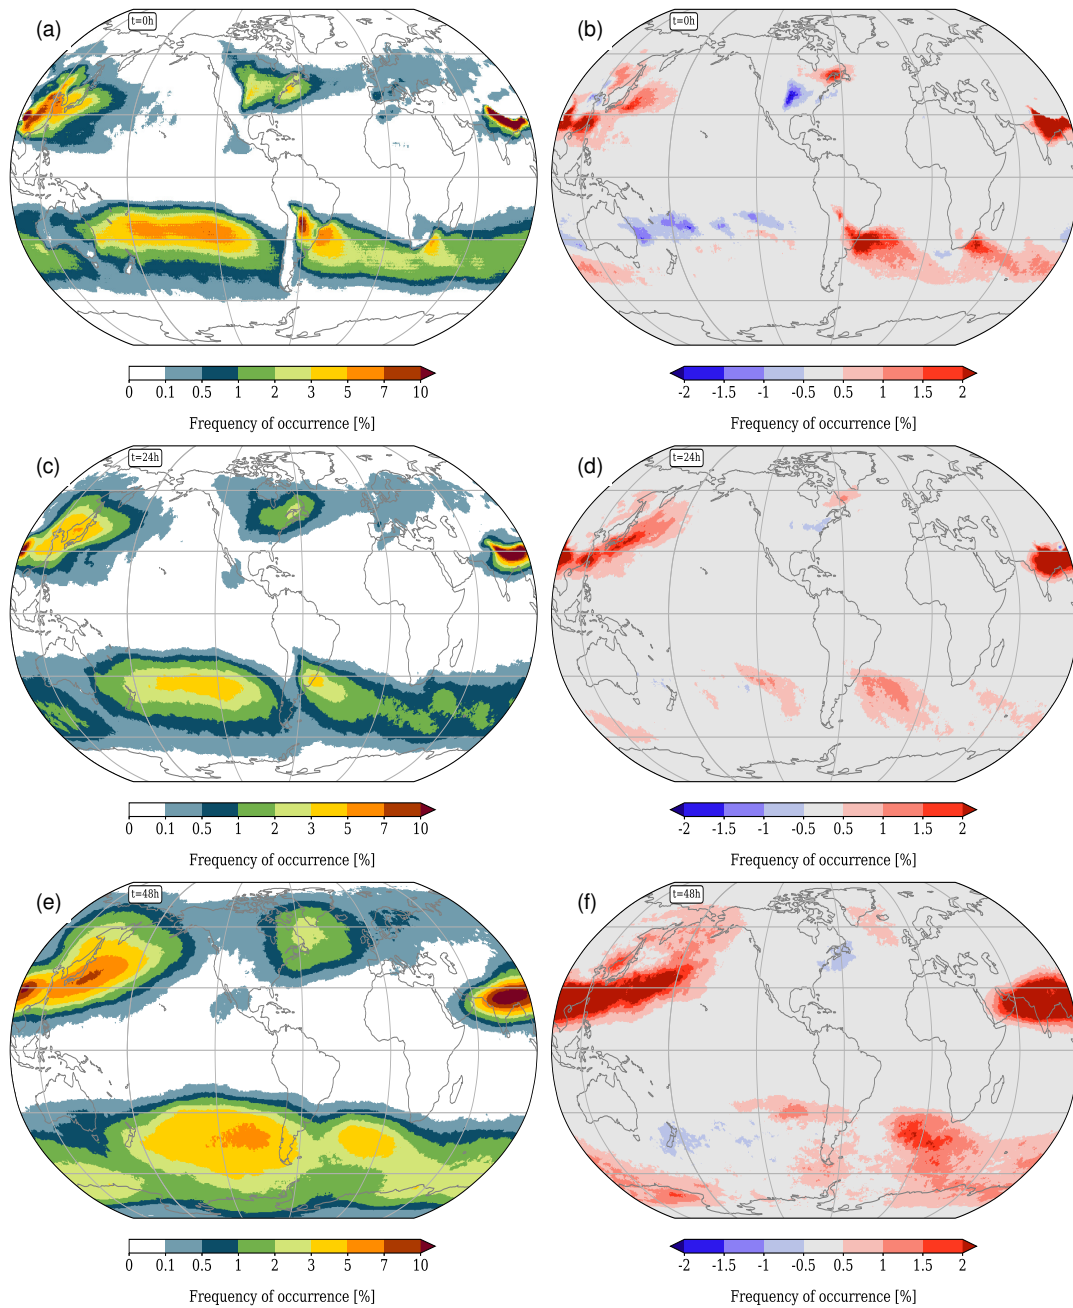 (a)
t=0h
(b)
t=0h
0 0.1 0.5 1 2 3 5 7 10
-2 -1.5 -1 -0.5 0.5 1 1.5 2
Frequency of occurrence [%]
Frequency of occurrence [%]
(c)
t=24h
(d)
t=24h
0 0.1 0.5 1 2 3 5 7 10
-2 -1.5 -1 -0.5 0.5 1 1.5 2
Frequency of occurrence [%]
Frequency of occurrence [%]
(e)
t=48h
(f)
t=48h
0 0.1 0.5 1 2 3 5 7 10
-2 -1.5 -1 -0.5 0.5 1 1.5 2
Frequency of occurrence [%]
Frequency of occurrence [%]